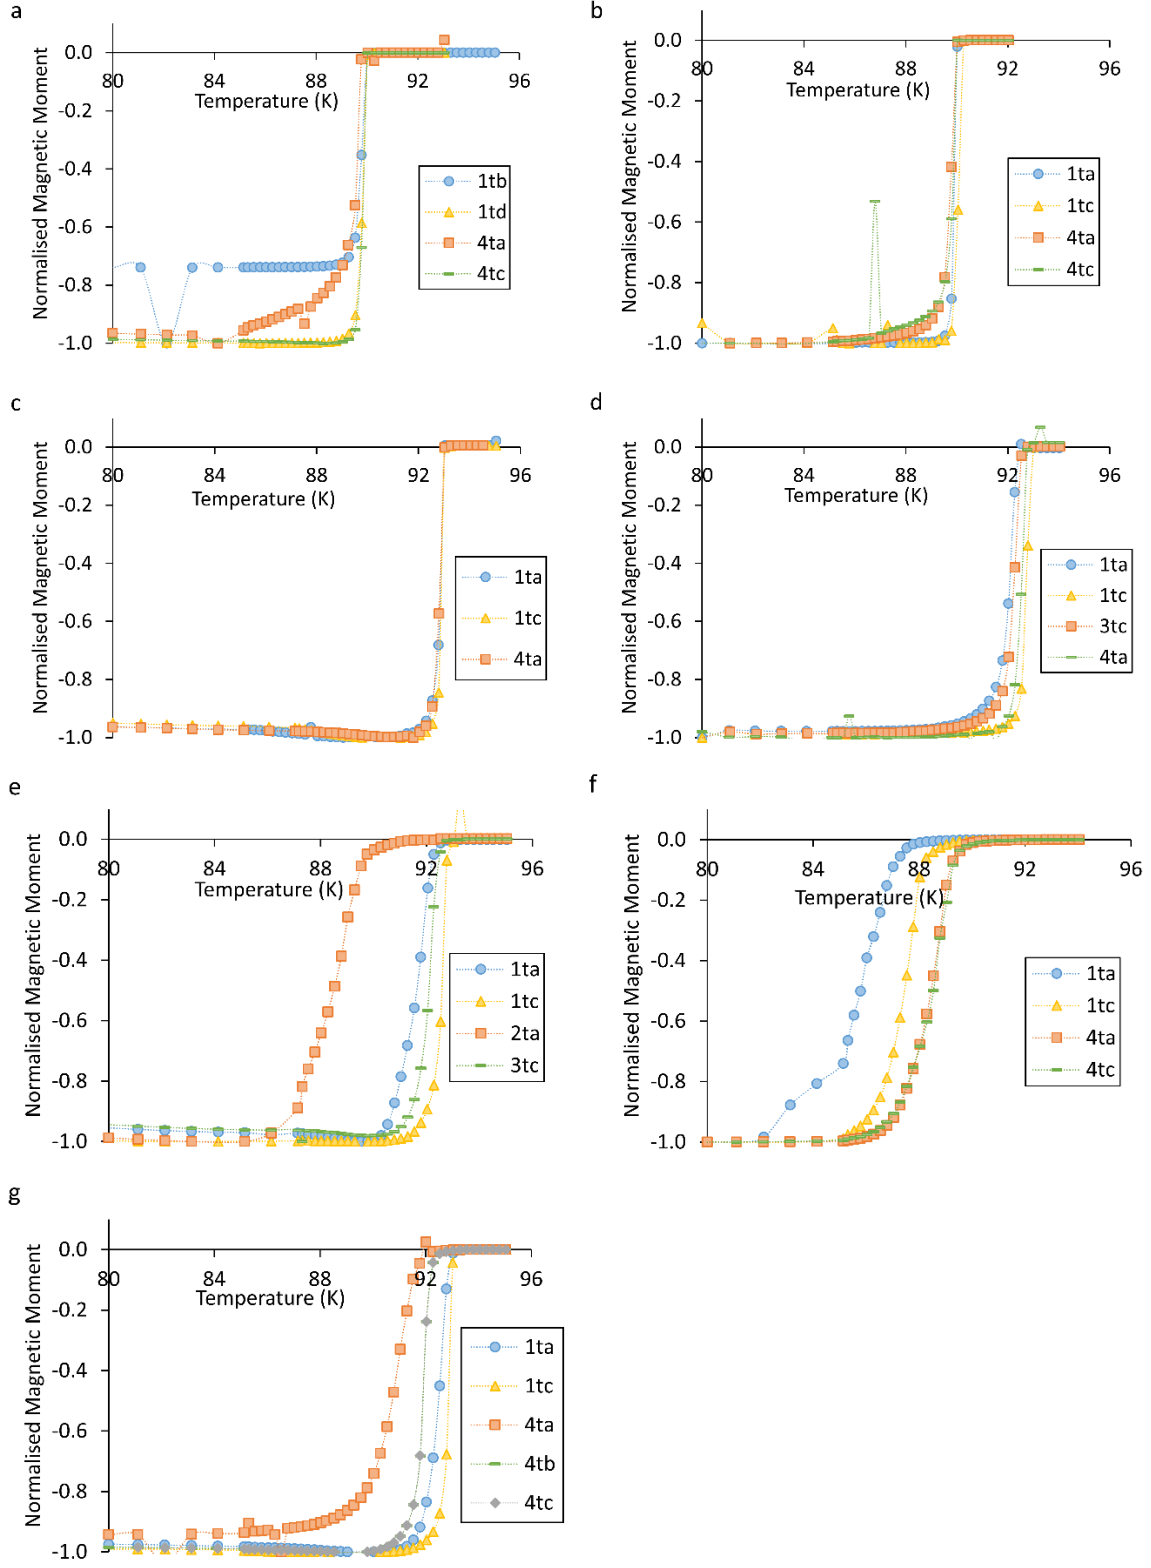 a
0.0
80 84 88 92 96
Temperature (K)
-0.2
-0.4
-0.6
-0.8
-1.0
Normalised Magnetic Moment
1tb
1td
4ta
4tc
b
0.0
80 84 88 92 96
Temperature (K)
-0.2
-0.4
-0.6
-0.8
-1.0
Normalised Magnetic Moment
1ta
1tc
4ta
4tc
c
0.0
80 84 88 92 96
Temperature (K)
-0.2
-0.4
-0.6
-0.8
-1.0
Normalised Magnetic Moment
1ta
1tc
4ta
d
0.0
80 84 88 92 96
Temperature (K)
-0.2
-0.4
-0.6
-0.8
-1.0
Normalised Magnetic Moment
1ta
1tc
3tc
4ta
e
0.0
80 84 88 92 96
Temperature (K)
-0.2
-0.4
-0.6
-0.8
-1.0
Normalised Magnetic Moment
1ta
1tc
2ta
3tc
f
0.0
80 84 88 92 96
Temperature (K)
-0.2
-0.4
-0.6
-0.8
-1.0
Normalised Magnetic Moment
1ta
1tc
4ta
4tc
g
0.0
80 84 88 92 96
Temperature (K)
-0.2
-0.4
-0.6
-0.8
-1.0
Normalised Magnetic Moment
1ta
1tc
4ta
4tb
4tc